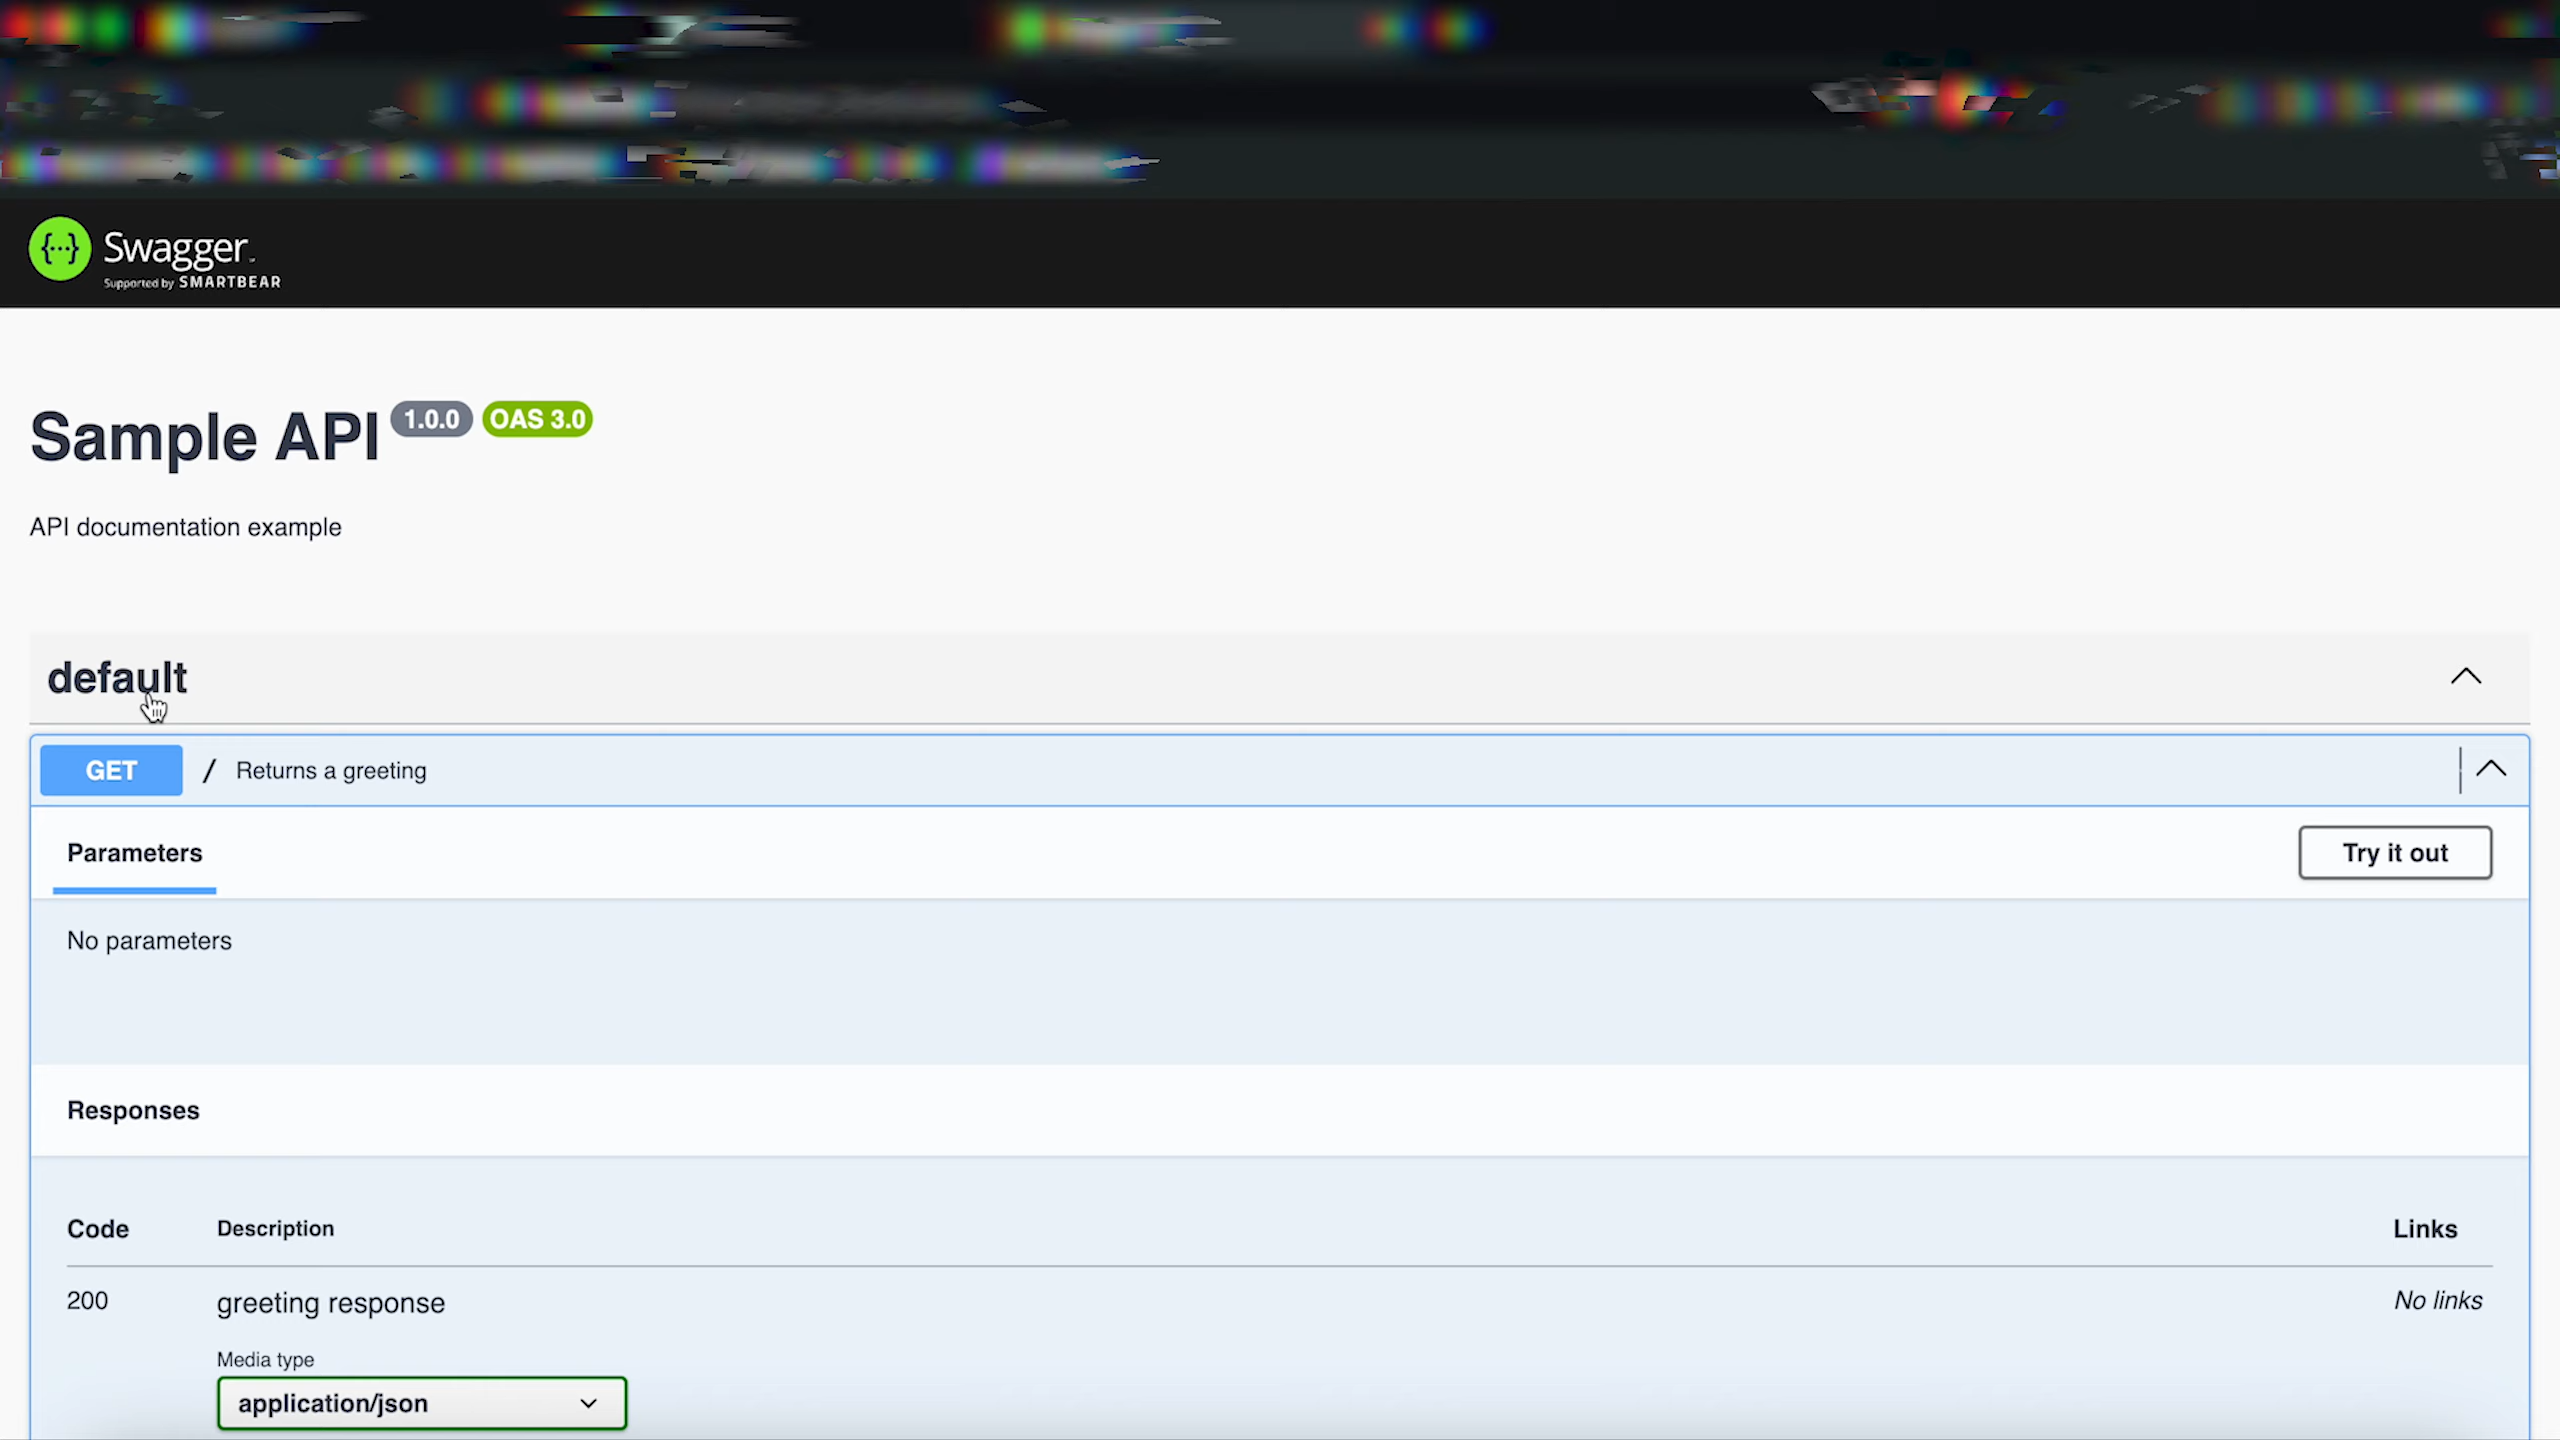 {...} Swagger
Supported by SMARTBEAR
Sample API 1.0.0 OAS 3.0
API documentation example
default
GET / Returns a greeting
Parameters
Try it out
No parameters
Responses
Code Description Links
200 greeting response No links
Media type
application/json